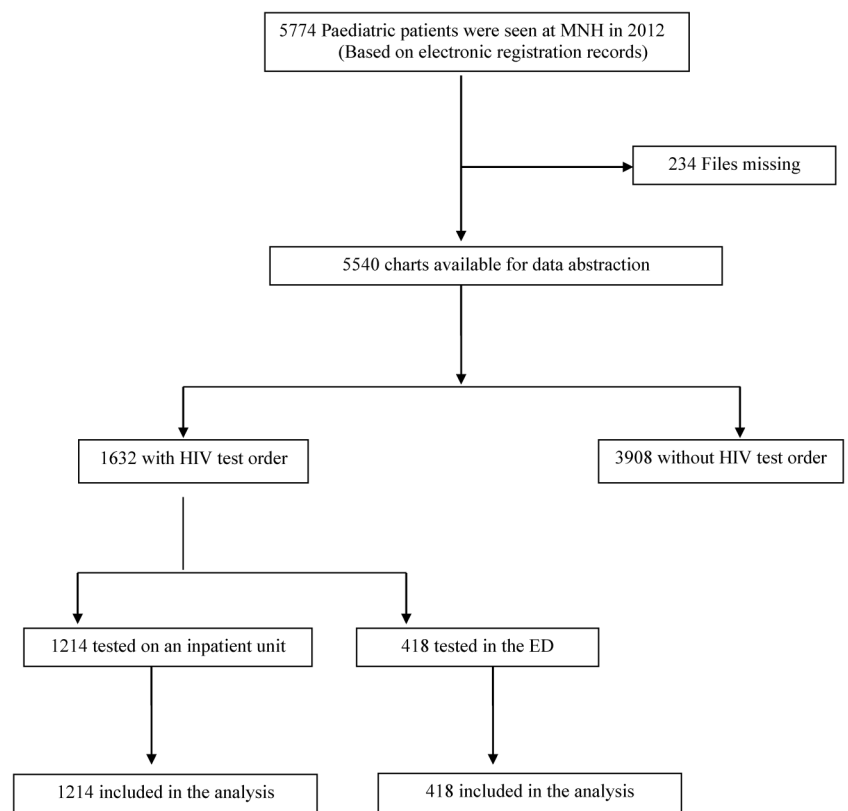 5774 Paediatric patients were seen at MNH in 2012
(Based on electronic registration records)
234 Files missing
5540 charts available for data abstraction
1632 with HIV test order
3908 without HIV test order
1214 tested on an inpatient unit
418 tested in the ED
1214 included in the analysis
418 included in the analysis